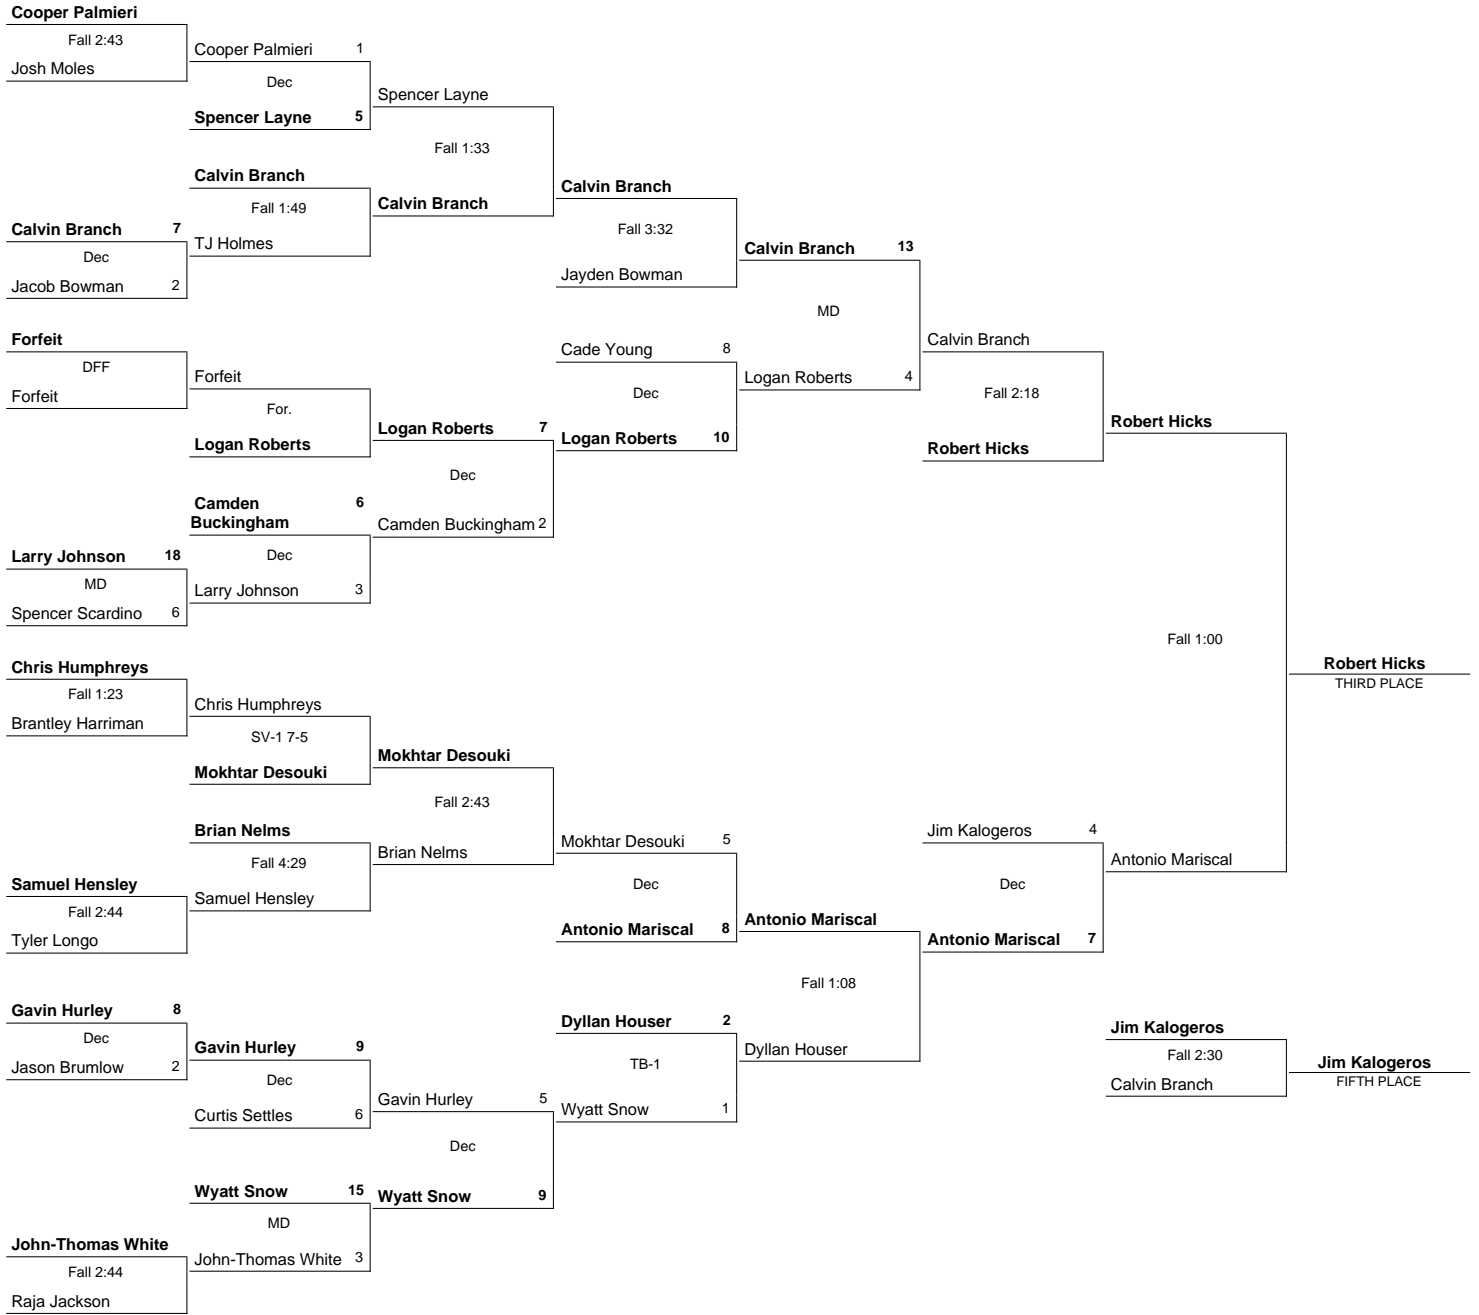 Cooper Palmieri
Fall 2:43
Josh Moles
Cooper Palmieri 1
Dec
Spencer Layne 5
Spencer Layne
Fall 1:33
Calvin Branch
Calvin Branch
Fall 1:49
TJ Holmes
Calvin Branch 7
Dec
Jacob Bowman 2
Calvin Branch
Fall 3:32
Jayden Bowman
Calvin Branch 13
MD
Logan Roberts 4
Forfeit
DFF
Forfeit
Forfeit
For.
Logan Roberts
Logan Roberts 7
Dec
Camden Buckingham 2
Cade Young 8
Dec
Logan Roberts 10
Camden 6
Buckingham
Dec
Larry Johnson 3
Larry Johnson 18
MD
Spencer Scardino 6
Calvin Branch
Fall 2:18
Robert Hicks
Robert Hicks
Fall 1:00
Antonio Mariscal
Robert Hicks
THIRD PLACE
Chris Humphreys
Fall 1:23
Brantley Harriman
Chris Humphreys
SV-1 7-5
Mokhtar Desouki
Mokhtar Desouki
Fall 2:43
Brian Nelms
Brian Nelms
Fall 4:29
Samuel Hensley
Samuel Hensley
Fall 2:44
Tyler Longo
Mokhtar Desouki 5
Dec
Antonio Mariscal 8
Antonio Mariscal
Fall 1:08
Dyllan Houser
Jim Kalogeros 4
Dec
Antonio Mariscal 7
Gavin Hurley 8
Dec
Jason Brumlow 2
Gavin Hurley 9
Dec
Curtis Settles 6
Gavin Hurley 5
Dec
Wyatt Snow 9
Dyllan Houser 2
TB-1
Wyatt Snow 1
Wyatt Snow 15
MD
John-Thomas White 3
John-Thomas White
Fall 2:44
Raja Jackson
Jim Kalogeros
Fall 2:30
Calvin Branch
Jim Kalogeros
FIFTH PLACE